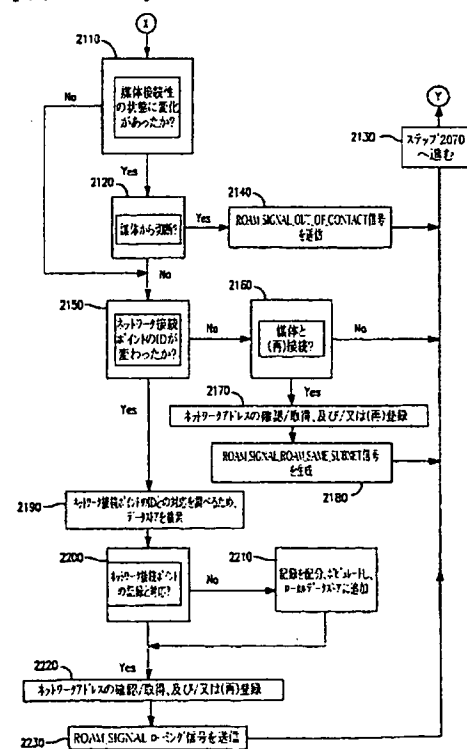 X
2110
媒体接続性
の状態に変化
があったか?
No
Yes
Y
2130
ステップ2070
へ進む
2120
媒体から切断?
Yes
2140
ROAM_SIGNAL_OUT_OF_CONTACT信号
を送信
No
2150
ネットワーク接続
ポイントのIDが
変わったか?
No
2160
媒体と
(再)接続?
No
Yes
Yes
2170
ネットワークアドレスの確認/取得、及び/又は(再)登録
ROAM_SIGNAL_ROAM_SAME_SUBNET信号
を生成
2180
2190
ネットワーク接続ポイントのIDとの対応を調べるため、
データストアを検索
2200
ネットワーク接続ポイント
の記録と対応?
No
2210
記録を配分、ポピュレートし、
ローカルデータストアに追加
Yes
2220
ネットワークアドレスの確認/取得、及び/又は(再)登録
2230
ROAM_SIGNAL ローミング信号を送信